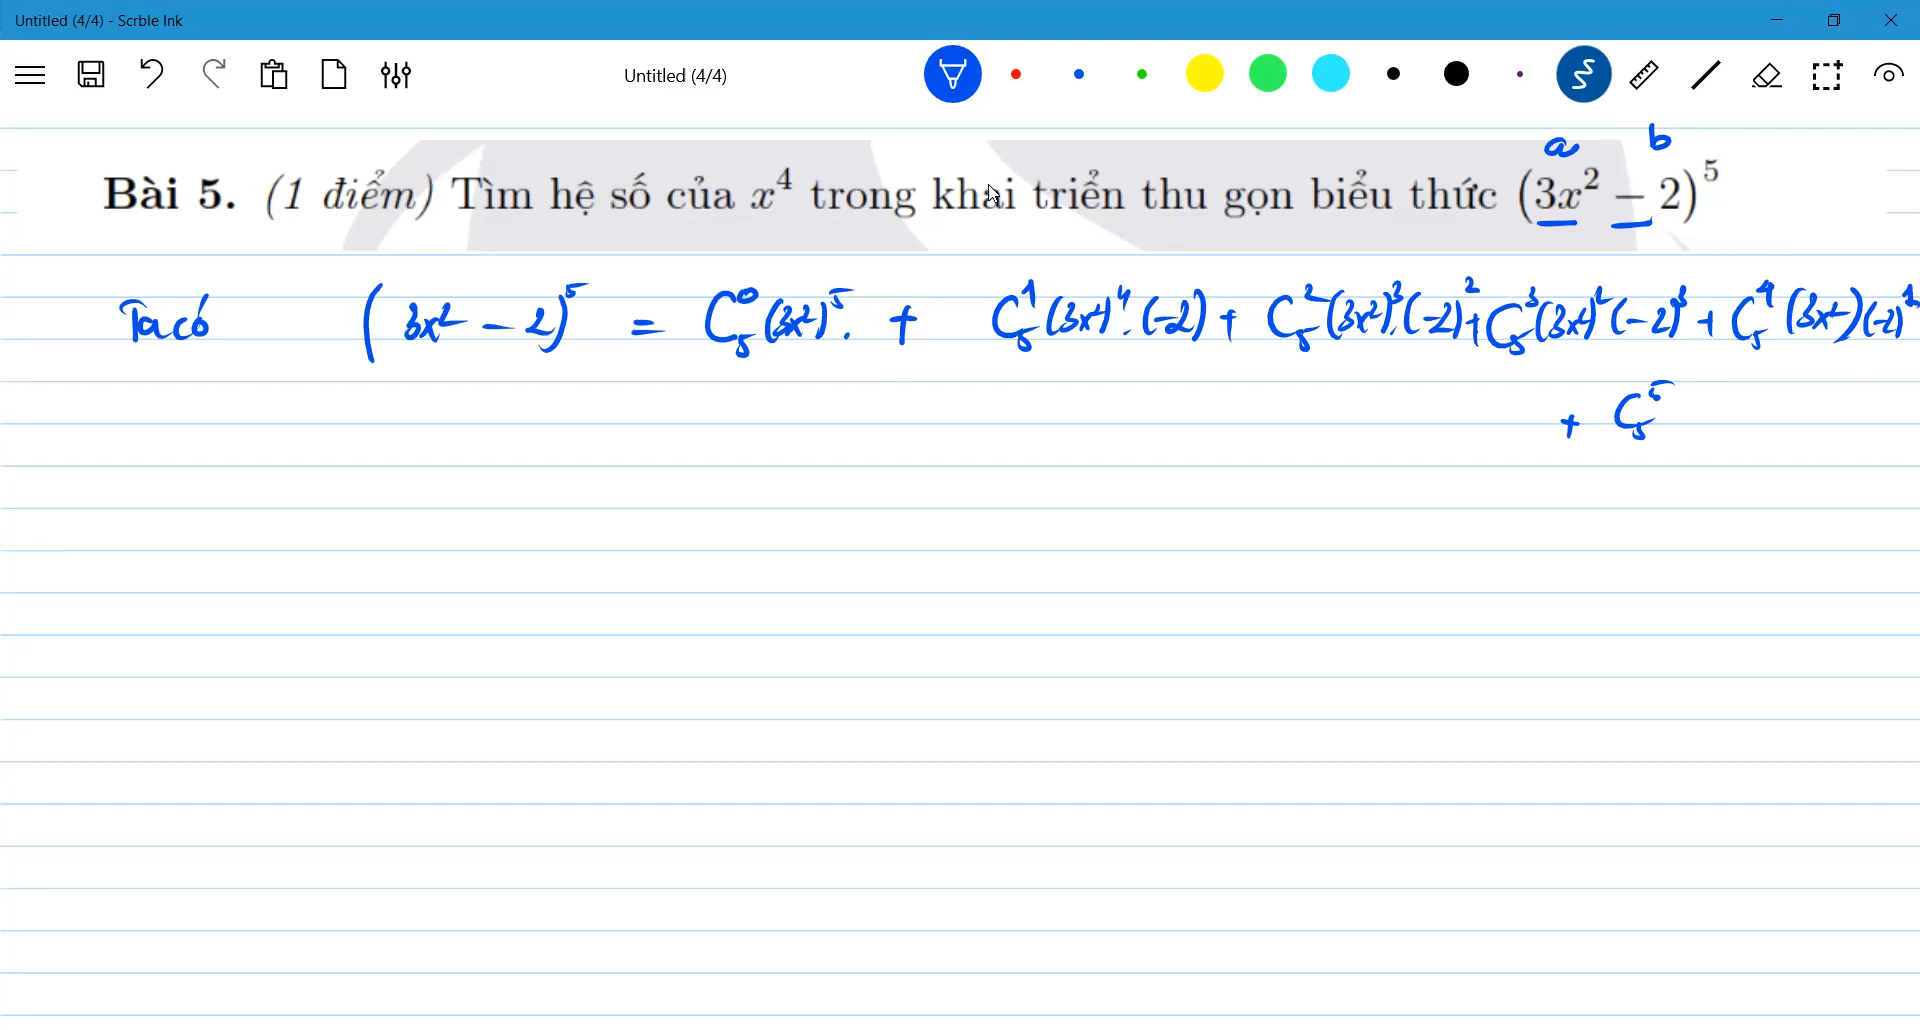 Untitled (4/4) - Scrble Ink
Untitled (4/4)
a b
Bài 5. (1 điểm) Tìm hệ số của x⁴ trong khai triển thu gọn biểu thức (3x² − 2)⁵
Ta có (3x² − 2)⁵ = C₅⁰(3x²)⁵. + C₅¹(3x²)⁴.(−2) + C₅²(3x²)³.(−2)² + C₅³(3x²)²(−2)³ + C₅⁴(3x²)(−2)⁴
+ C₅⁵